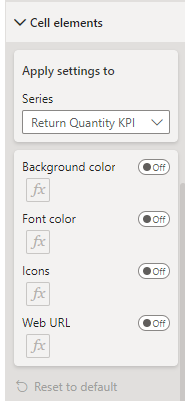 Cell elements
Apply settings to
Series
Return Quantity KPI
Background color Off
fx
Font color Off
fx
Icons Off
fx
Web URL Off
fx
Reset to default